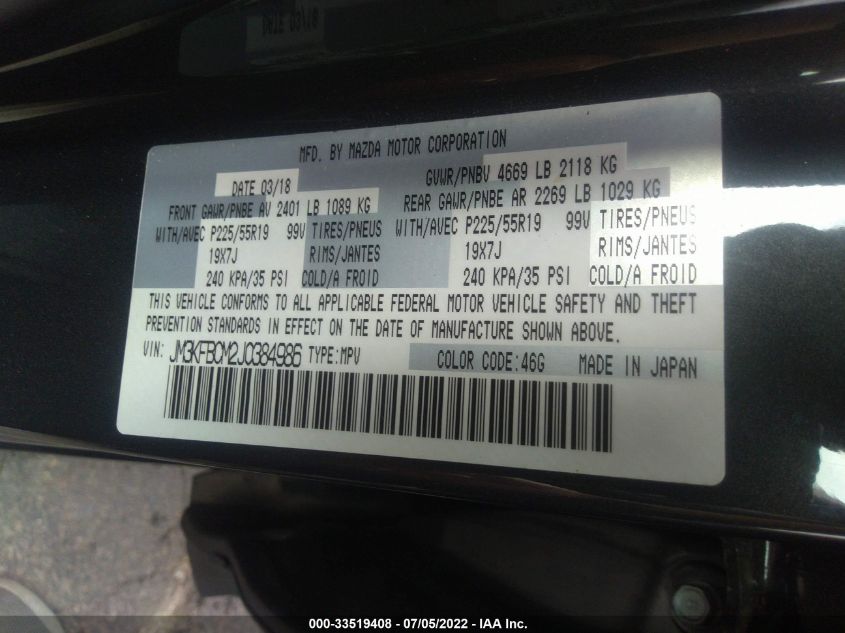 MFD. BY MAZDA MOTOR CORPORATION
DATE 03/18 GVWR/PNBV 4669 LB 2118 KG
FRONT GAWR/PNBE AV 2401 LB 1089 KG REAR GAWR/PNBE AR 2269 LB 1029 KG
WITH/AVEC P225/55R19 99V TIRES/PNEUS WITH/AVEC P225/55R19 99V TIRES/PNEUS
19X7J RIMS/JANTES 19X7J RIMS/JANTES
240 KPA/35 PSI COLD/A FROID 240 KPA/35 PSI COLD/A FROID
THIS VEHICLE CONFORMS TO ALL APPLICABLE FEDERAL MOTOR VEHICLE SAFETY AND THEFT
PREVENTION STANDARDS IN EFFECT ON THE DATE OF MANUFACTURE SHOWN ABOVE.
VIN: JM3KFBCM2J0384986 TYPE:MPV COLOR CODE:46G MADE IN JAPAN
000-33519408 - 07/05/2022 - IAA Inc.